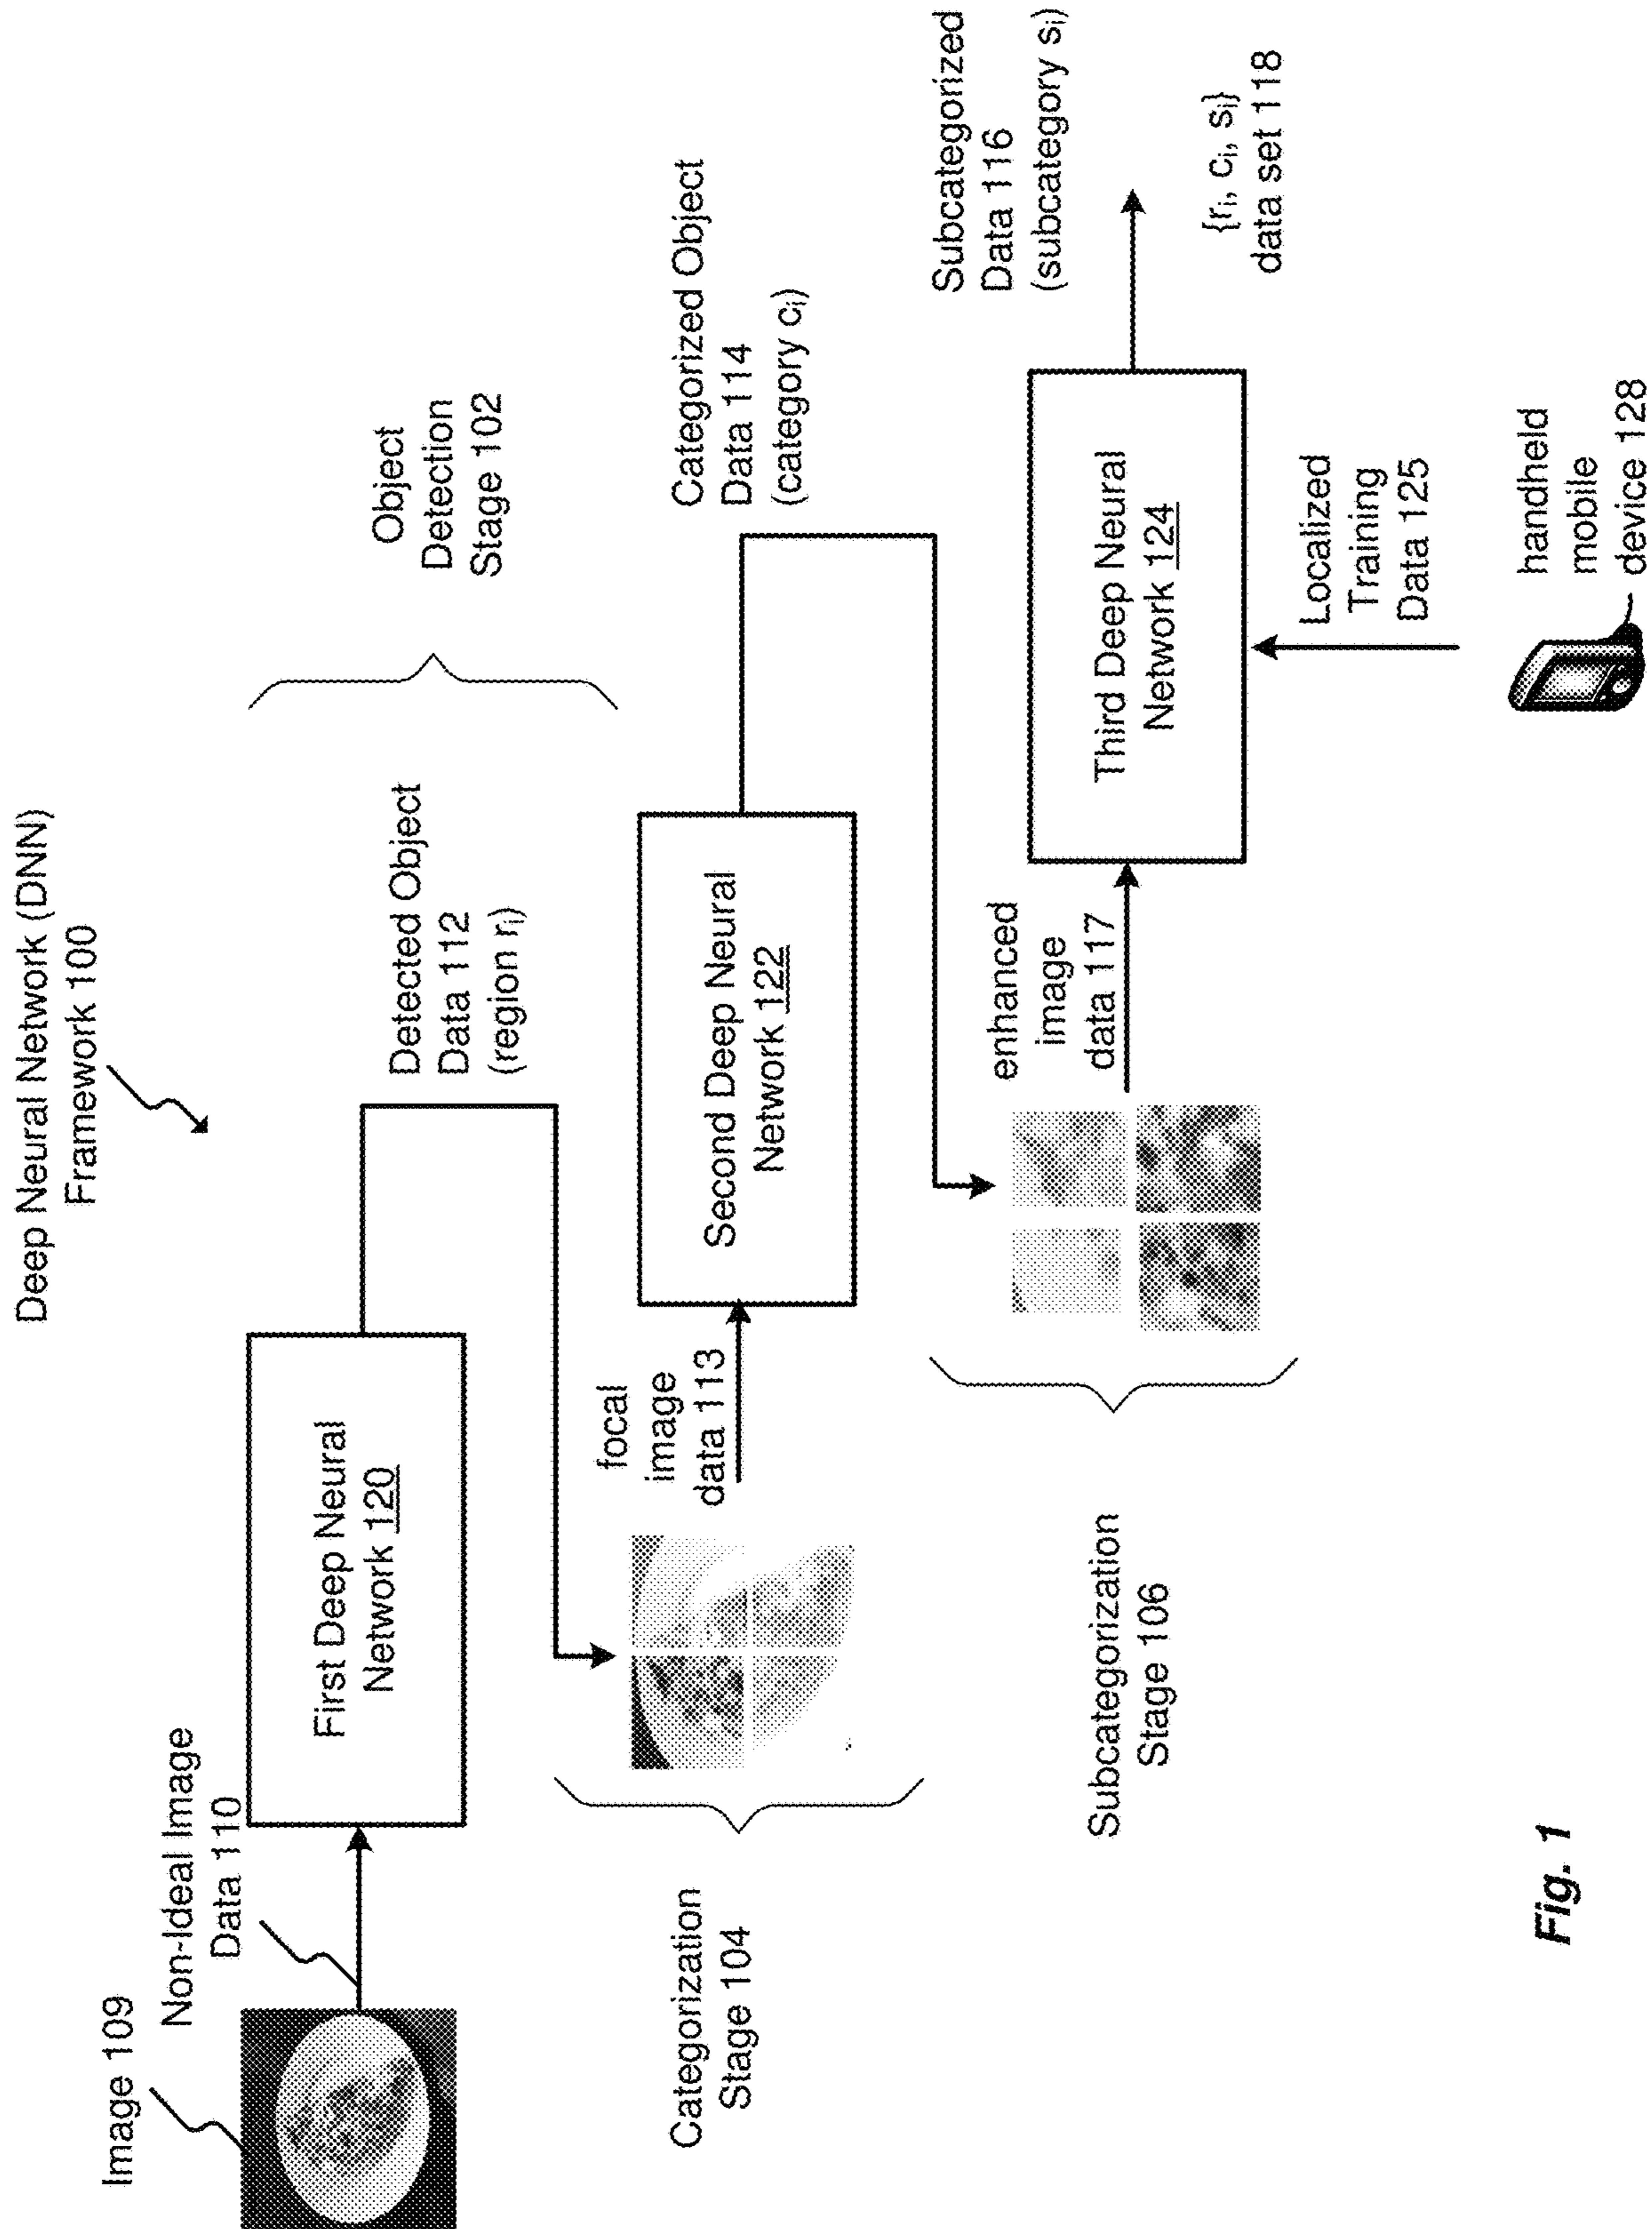 Deep Neural Network (DNN)
Framework 100
Image 109
Non-Ideal Image
Data 110
First Deep Neural
Network 120
Detected Object
Data 112
(region rᵢ)
Object
Detection
Stage 102
Categorization
Stage 104
focal
image
data 113
Second Deep Neural
Network 122
Categorized Object
Data 114
(category cᵢ)
Subcategorization
Stage 106
enhanced
image
data 117
Third Deep Neural
Network 124
Subcategorized
Data 116
(subcategory sᵢ)
{rᵢ, cᵢ, sᵢ}
data set 118
Localized
Training
Data 125
handheld
mobile
device 128
Fig. 1